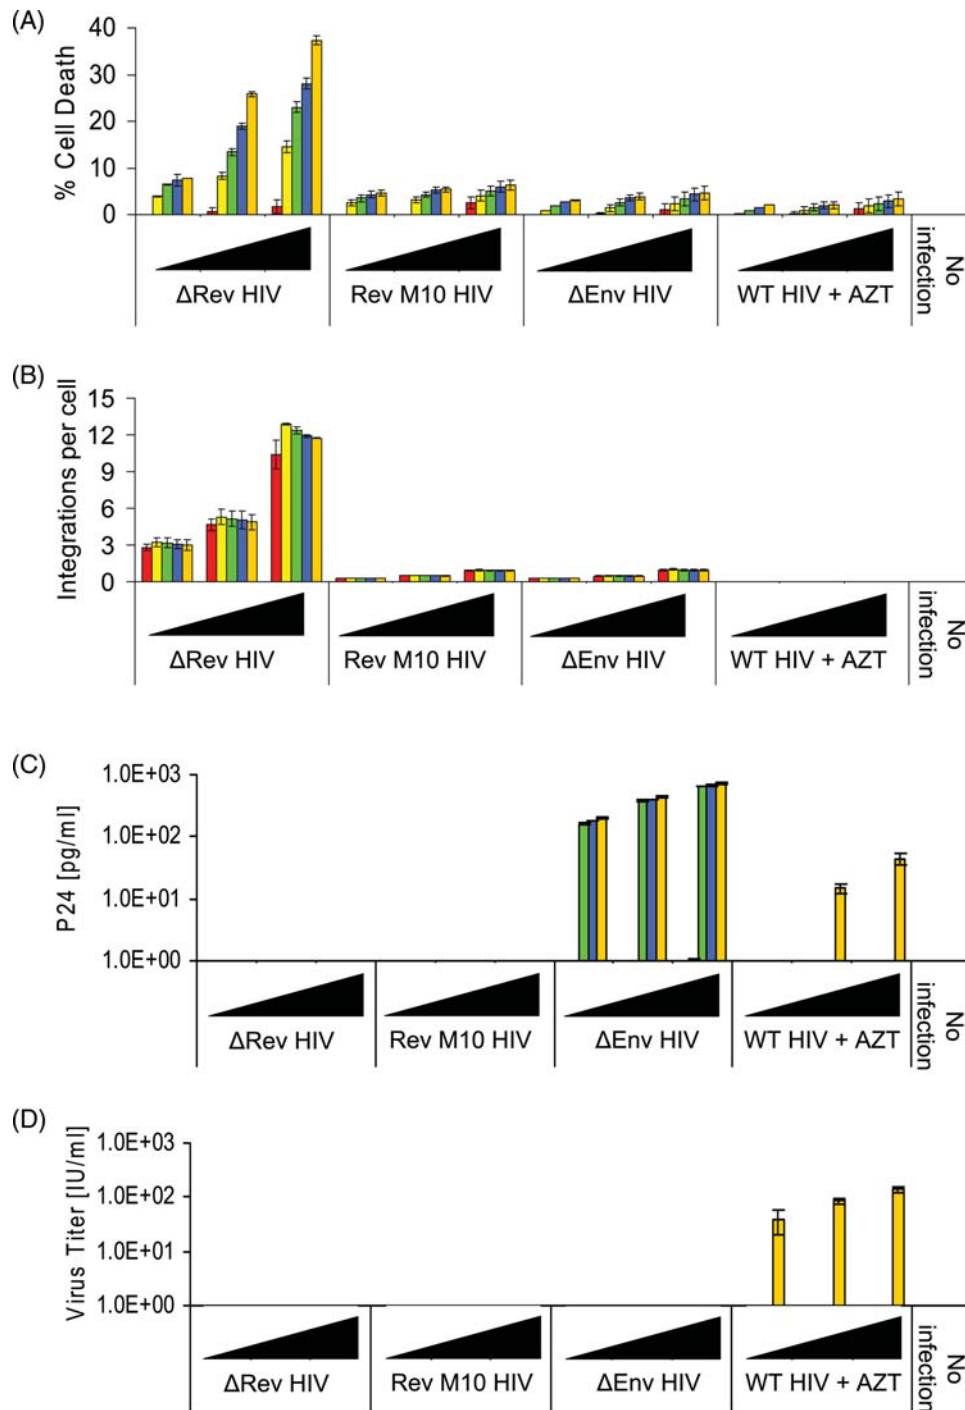 (A)
% Cell Death
40
30
20
10
0
ΔRev HIV
Rev M10 HIV
ΔEnv HIV
WT HIV + AZT
No
infection
(B)
Integrations per cell
15
12
9
6
3
0
ΔRev HIV
Rev M10 HIV
ΔEnv HIV
WT HIV + AZT
No
infection
(C)
P24 [pg/ml]
1.0E+03
1.0E+02
1.0E+01
1.0E+00
ΔRev HIV
Rev M10 HIV
ΔEnv HIV
WT HIV + AZT
No
infection
(D)
Virus Titer [IU/ml]
1.0E+03
1.0E+02
1.0E+01
1.0E+00
ΔRev HIV
Rev M10 HIV
ΔEnv HIV
WT HIV + AZT
No
infection